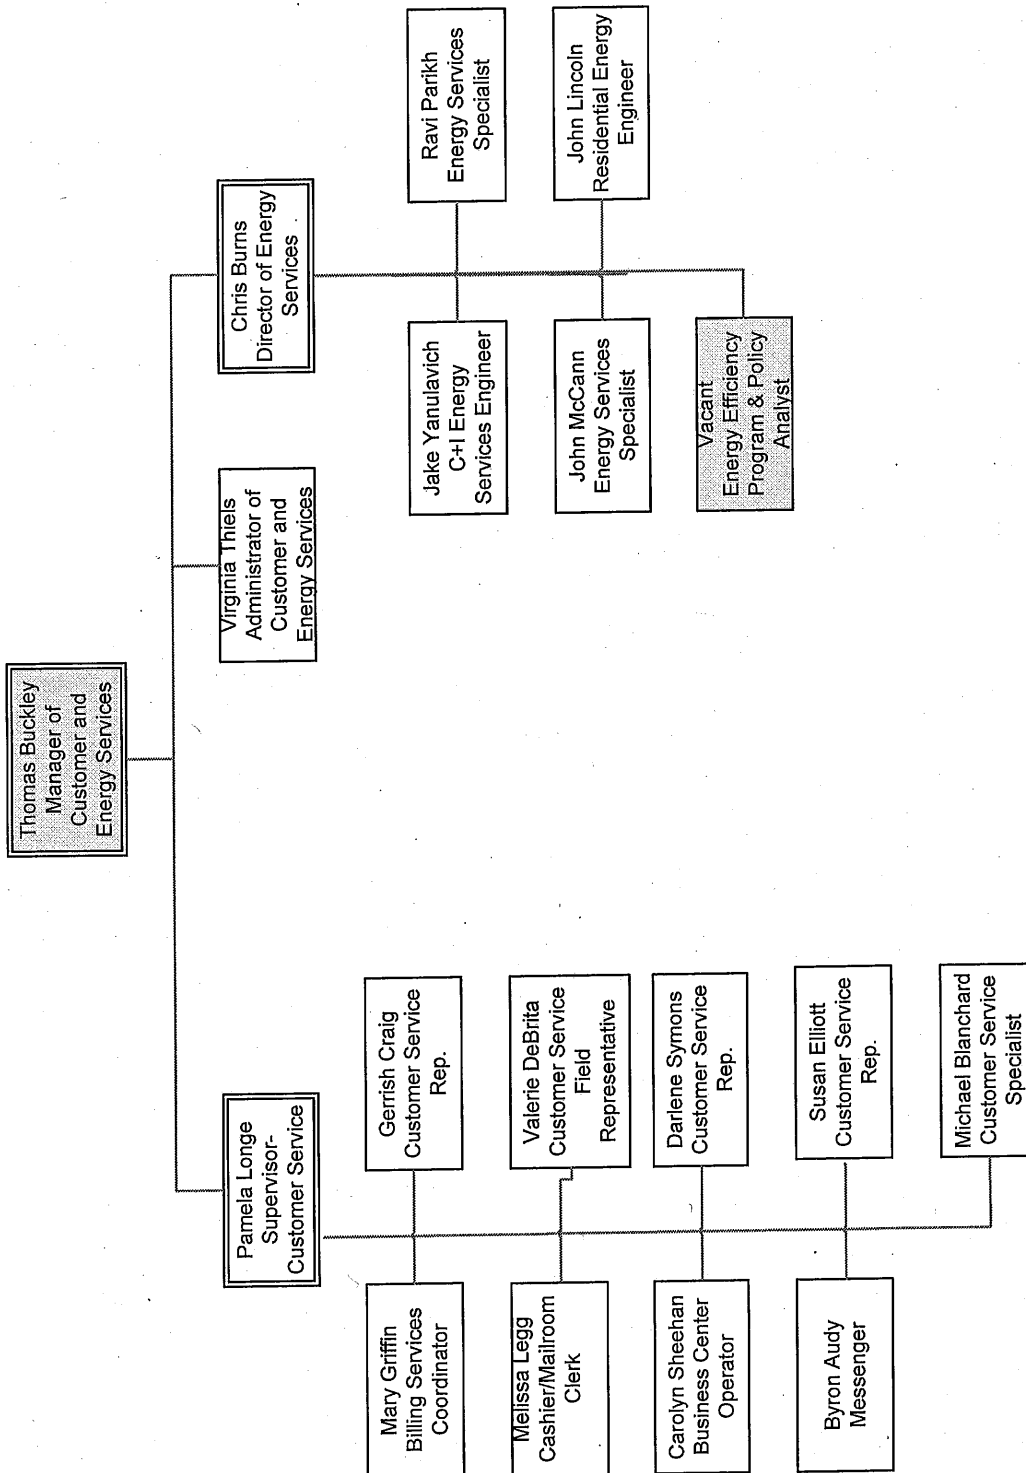 Thomas Buckley
Manager of
Customer and
Energy Services
Pamela Longe
Supervisor-
Customer Service
Virginia Thiels
Administrator of
Customer and
Energy Services
Chris Burns
Director of Energy
Services
Mary Griffin
Billing Services
Coordinator
Gerrish Craig
Customer Service
Rep.
Melissa Legg
Cashier/Mailroom
Clerk
Valerie DeBrita
Customer Service
Field
Representative
Carolyn Sheehan
Business Center
Operator
Darlene Symons
Customer Service
Rep.
Byron Audy
Messenger
Susan Elliott
Customer Service
Rep.
Michael Blanchard
Customer Service
Specialist
Jake Yanulavich
C+I Energy
Services Engineer
Ravi Parikh
Energy Services
Specialist
John McCann
Energy Services
Specialist
John Lincoln
Residential Energy
Engineer
Vacant
Energy Efficiency
Program & Policy
Analyst